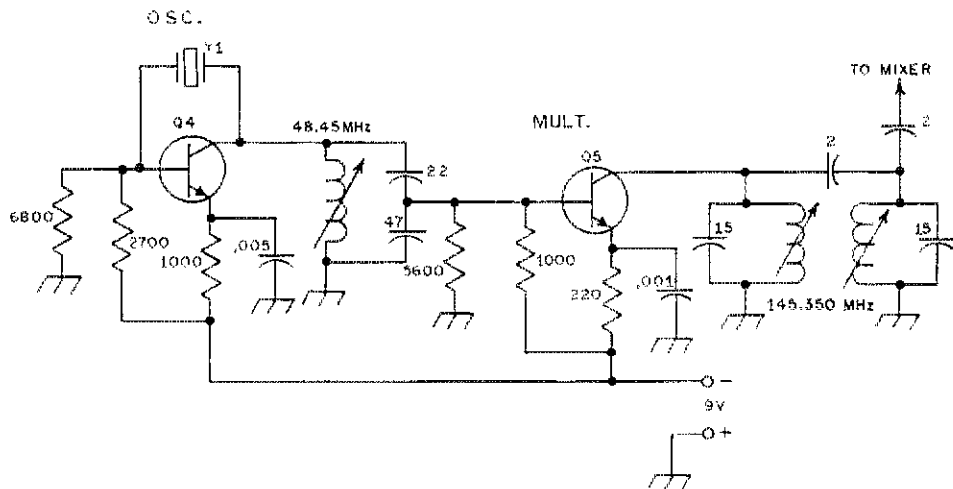 OSC.
Y1
TO MIXER
Q4
48.45MHz
MULT.
2
Q5
2
22
6800
2700
1000
.005
47
5600
1000
220
.001
15
15
145.350 MHz
−
9V
+